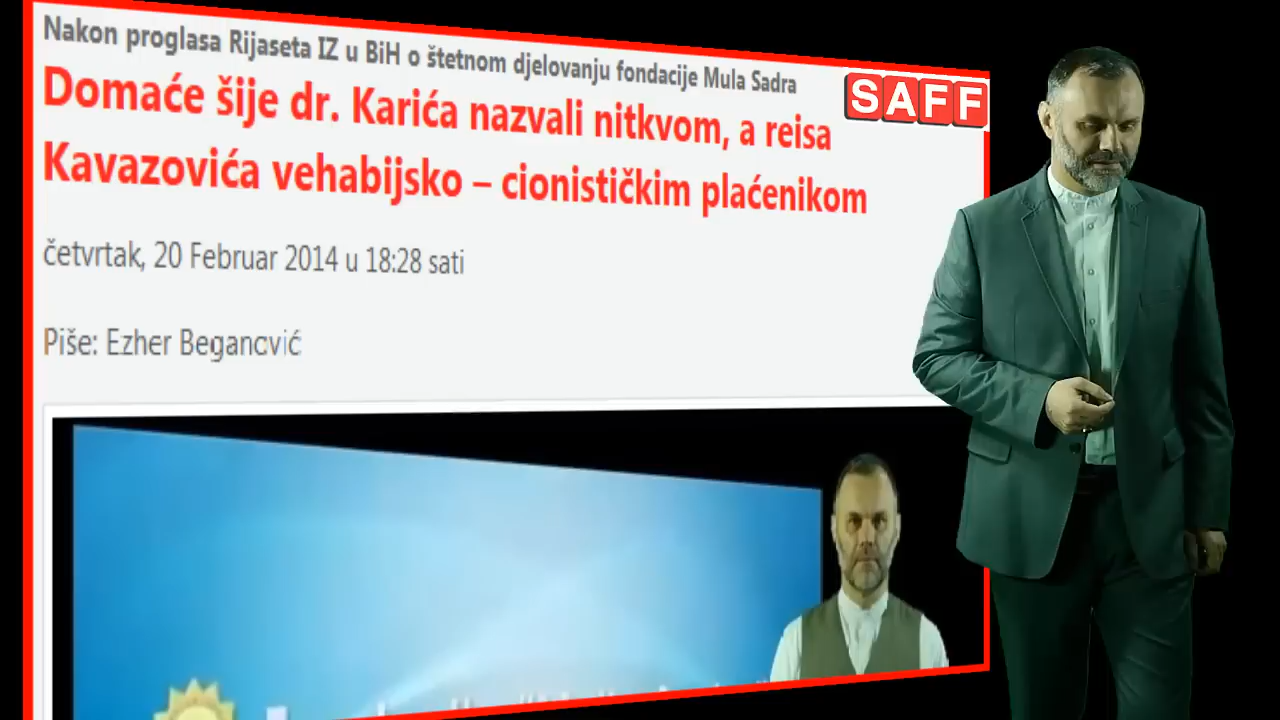 Nakon proglasa Rijaseta IZ u BiH o štetnom djelovanju fondacije Mula Sadra
SAFF
Domaće šije dr. Karića nazvali nitkvom, a reisa
Kavazovića vehabijsko – cionističkim plaćenikom
četvrtak, 20 Februar 2014 u 18:28 sati
Piše: Ezher Beganović